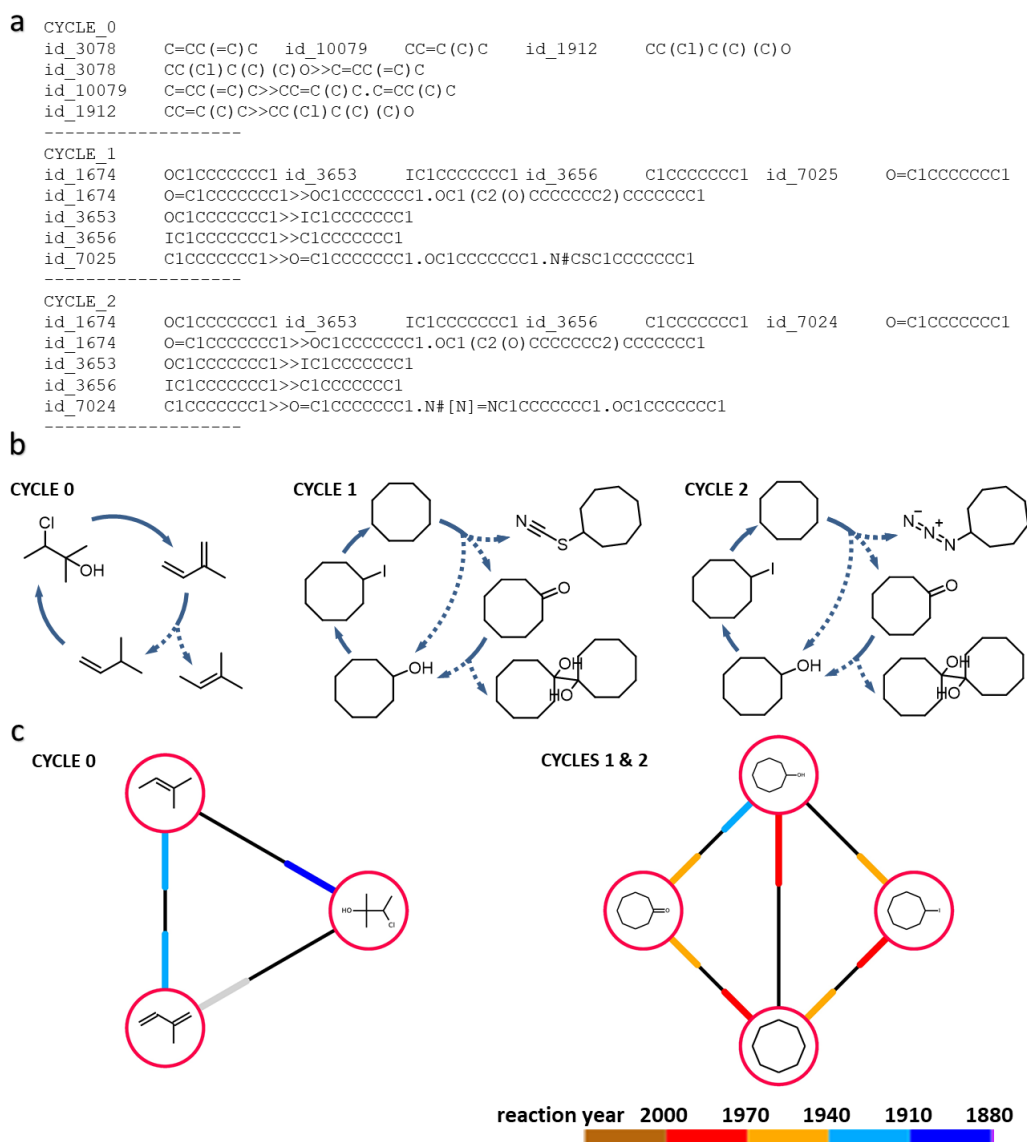 a
CYCLE_0
id_3078 C=CC(=C)C id_10079 CC=C(C)C id_1912 CC(Cl)C(C)(C)O
id_3078 CC(Cl)C(C)(C)O>>C=CC(=C)C
id_10079 C=CC(=C)C>>CC=C(C)C.C=CC(C)C
id_1912 CC=C(C)C>>CC(Cl)C(C)(C)O
--------------------
CYCLE_1
id_1674 OC1CCCCCCC1 id_3653 IC1CCCCCCC1 id_3656 C1CCCCCCC1 id_7025 O=C1CCCCCCC1
id_1674 O=C1CCCCCCC1>>OC1CCCCCCC1.OC1(C2(O)CCCCCCC2)CCCCCCC1
id_3653 OC1CCCCCCC1>>IC1CCCCCCC1
id_3656 IC1CCCCCCC1>>C1CCCCCCC1
id_7025 C1CCCCCCC1>>O=C1CCCCCCC1.OC1CCCCCCC1.N#CSC1CCCCCCC1
--------------------
CYCLE_2
id_1674 OC1CCCCCCC1 id_3653 IC1CCCCCCC1 id_3656 C1CCCCCCC1 id_7024 O=C1CCCCCCC1
id_1674 O=C1CCCCCCC1>>OC1CCCCCCC1.OC1(C2(O)CCCCCCC2)CCCCCCC1
id_3653 OC1CCCCCCC1>>IC1CCCCCCC1
id_3656 IC1CCCCCCC1>>C1CCCCCCC1
id_7024 C1CCCCCCC1>>O=C1CCCCCCC1.N#[N]=NC1CCCCCCC1.OC1CCCCCCC1
--------------------
b
CYCLE 0
Cl
OH
CYCLE 1
N
S
I
O
OH
OH
HO
CYCLE 2
N− N+ N
I
O
OH
OH
HO
c
CYCLE 0
HO
Cl
CYCLES 1 & 2
OH
O
I
reaction year 2000 1970 1940 1910 1880